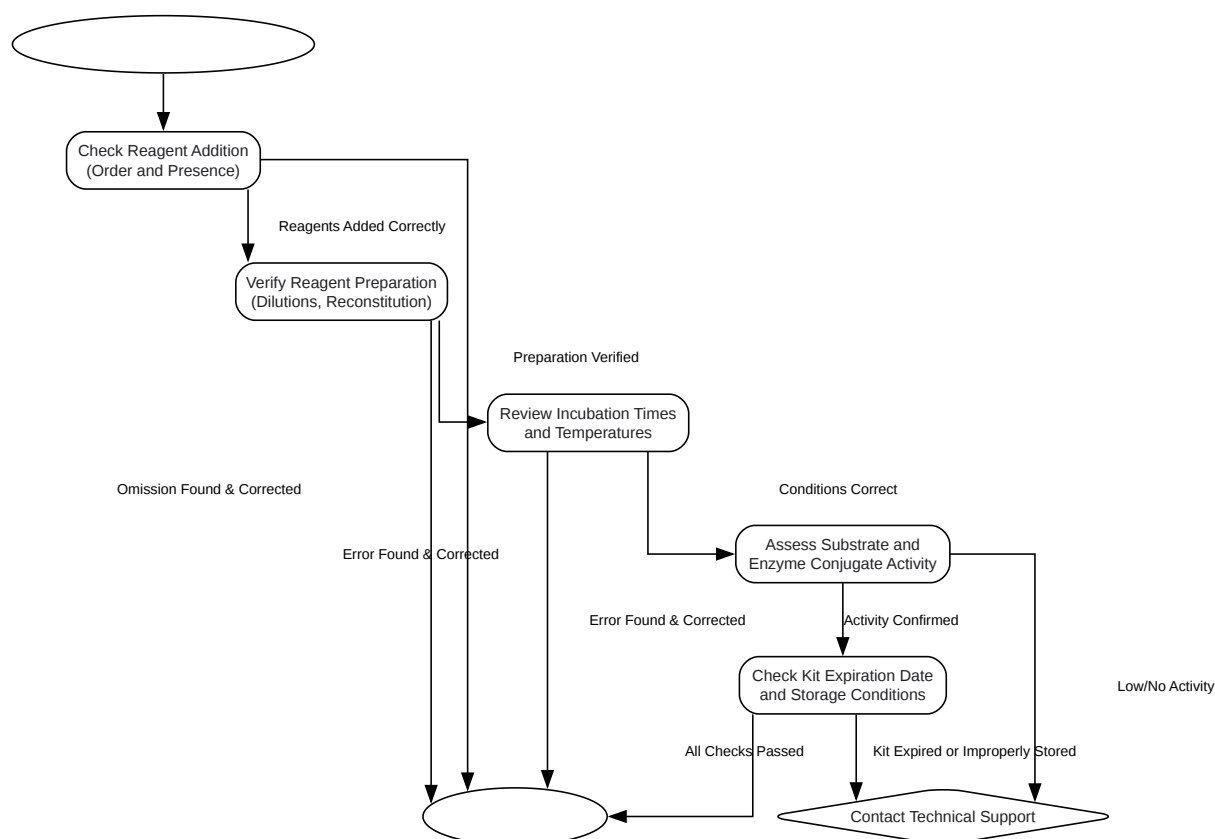 Check Reagent Addition
(Order and Presence)
Reagents Added Correctly
Verify Reagent Preparation
(Dilutions, Reconstitution)
Preparation Verified
Review Incubation Times
and Temperatures
Omission Found & Corrected
Conditions Correct
Error Found & Corrected
Assess Substrate and
Enzyme Conjugate Activity
Error Found & Corrected
Activity Confirmed
Check Kit Expiration Date
and Storage Conditions
Low/No Activity
All Checks Passed
Kit Expired or Improperly Stored
Contact Technical Support